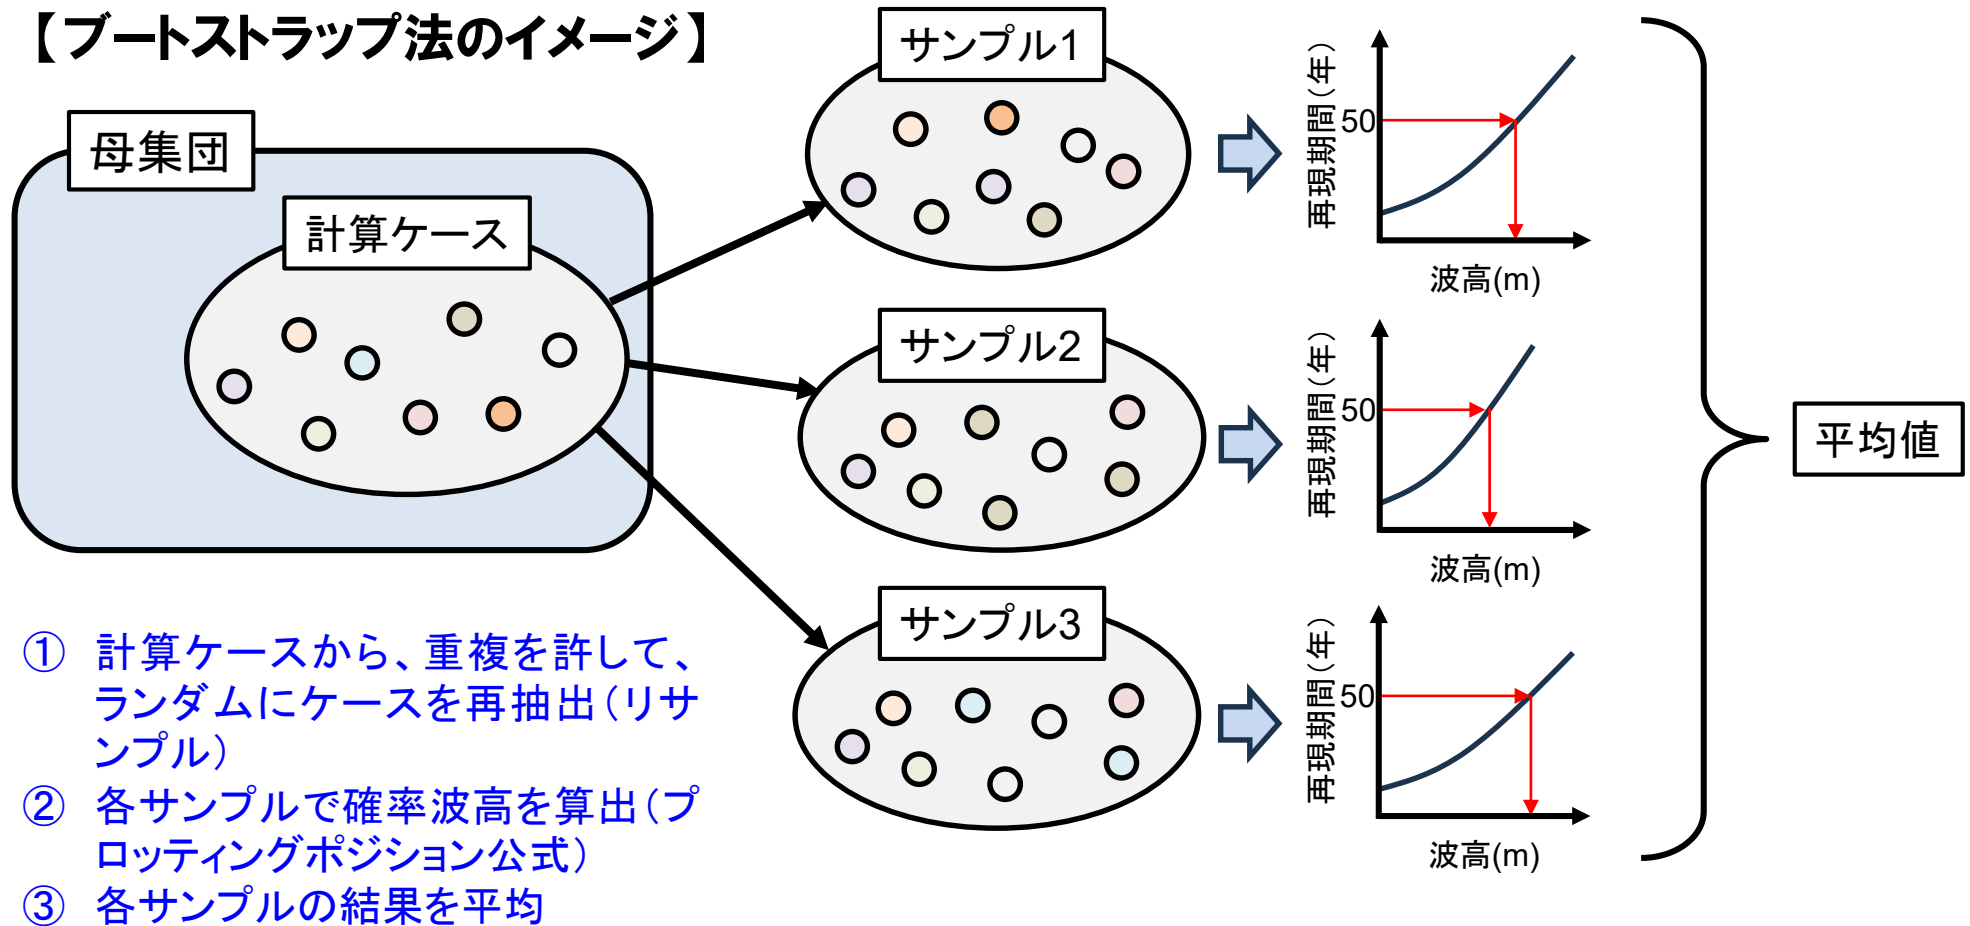 【ブートストラップ法のイメージ】
母集団
計算ケース
サンプル1
再現期間(年)
50
波高(m)
サンプル2
再現期間(年)
50
波高(m)
サンプル3
再現期間(年)
50
波高(m)
平均値
① 計算ケースから、重複を許して、
ランダムにケースを再抽出(リサ
ンプル)
② 各サンプルで確率波高を算出(プ
ロッティングポジション公式)
③ 各サンプルの結果を平均